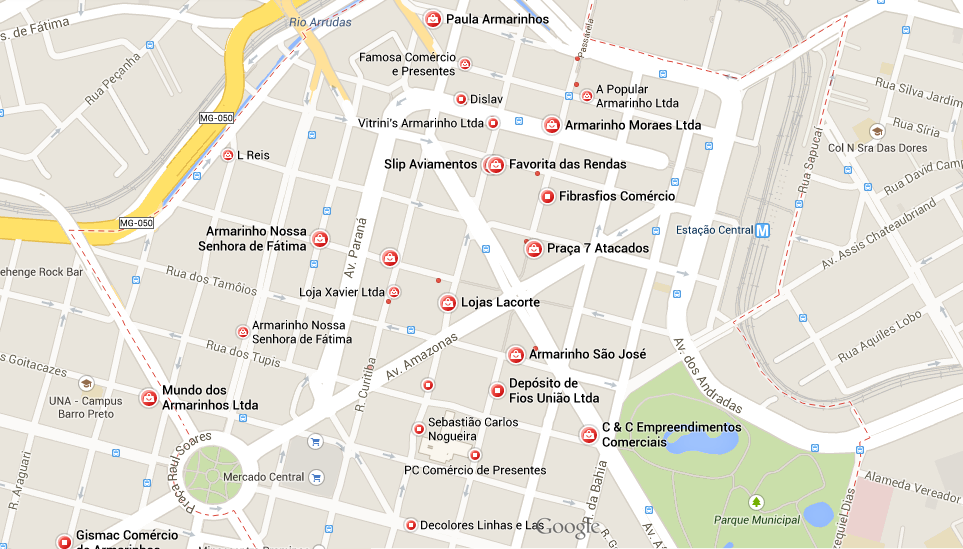 Rio Arrudas
Paula Armarinhos
s. de Fátima
Passarela
Famosa Comércio
e Presentes
Rua Peçanha
A Popular
Armarinho Ltda
Rua Silva Jardim
Dislav
MG-050
Vitrini's Armarinho Ltda
Armarinho Moraes Ltda
Rua Síria
Col N Sra Das Dores
L Reis
Slip Aviamentos
Favorita das Rendas
Rua Sapucaí
Rua David Camp
Fibrasfios Comércio
MG-050
Armarinho Nossa
Senhora de Fátima
Av. Paraná
Praça 7 Atacados
Estação Central
M
Av. Assis Chateaubriand
ehenge Rock Bar
Rua dos Tamóios
Loja Xavier Ltda
Lojas Lacorte
Armarinho Nossa
Senhora de Fátima
Rua Aquiles Lobo
Rua dos Tupis
Av. Amazonas
Armarinho São José
s Goitacazes
R. Curitiba
Av. dos Andradas
UNA - Campus
Barro Preto
Mundo dos
Armarinhos Ltda
Depósito de
Fios União Ltda
Sebastião Carlos
Nogueira
C & C Empreendimentos
Comerciais
Praça Raul Soares
R. Araguari
Mercado Central
PC Comércio de Presentes
. da Bahia
Alameda Vereador
Parque Municipal
Decolores Linhas e Las
Google
Av. A
R. G
ezequiel Dias
Gismac Comércio
de Armarinhos